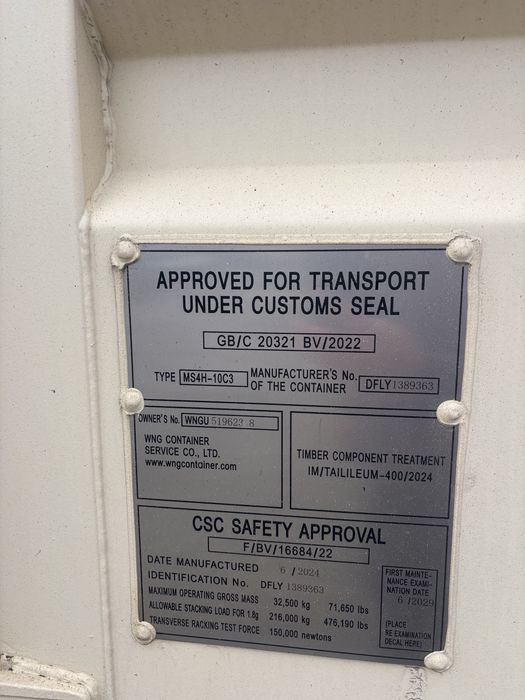 APPROVED FOR TRANSPORT
UNDER CUSTOMS SEAL
GB/C 20321 BV/2022
TYPE MS4H-10C3 MANUFACTURER'S No. OF THE CONTAINER DFLY 1389363
OWNER'S No. WNGU 519623 8
WNG CONTAINER
SERVICE CO., LTD.
www.wngcontainer.com
TIMBER COMPONENT TREATMENT
IM/TAILILEUM-400/2024
CSC SAFETY APPROVAL
F/BV/16684/22
DATE MANUFACTURED 6 / 2024
IDENTIFICATION No. DFLY 1389363
MAXIMUM OPERATING GROSS MASS 32,500 kg 71,650 lbs
ALLOWABLE STACKING LOAD FOR 1.8g 216,000 kg 476,190 lbs
TRANSVERSE RACKING TEST FORCE 150,000 newtons
FIRST MAINTE-
NANCE EXAMI-
NATION DATE
6 /2029
(PLACE
RE EXAMINATION
DECAL HERE)